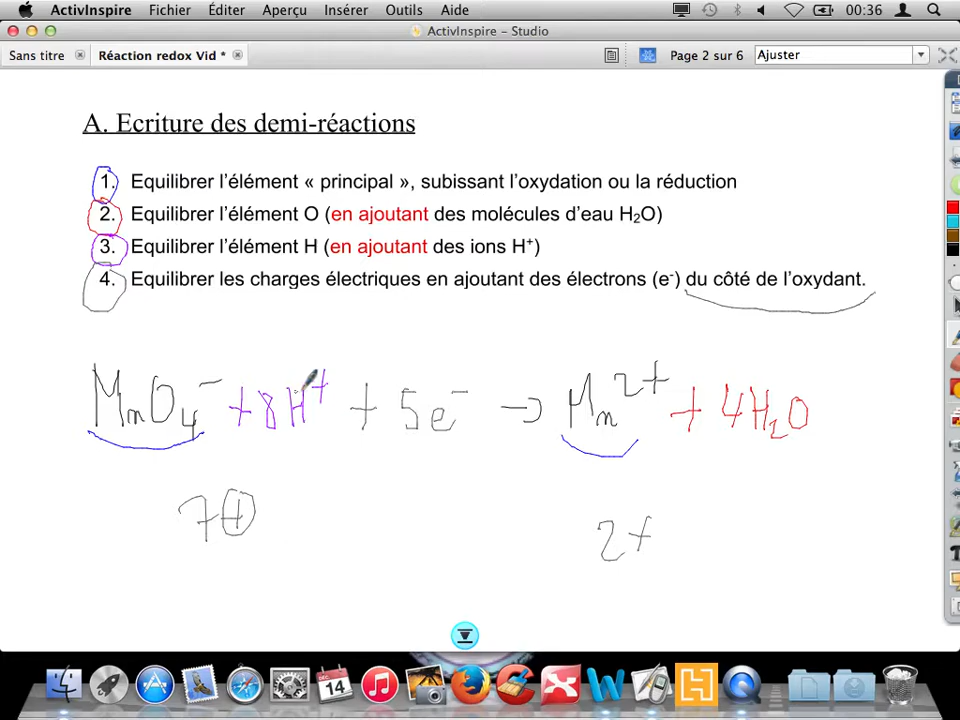 ActivInspire Fichier Éditer Aperçu Insérer Outils Aide 00:36
ActivInspire – Studio
Sans titre Réaction redox Vid * Page 2 sur 6 Ajuster
A. Ecriture des demi-réactions
1. Equilibrer l'élément « principal », subissant l'oxydation ou la réduction
2. Equilibrer l'élément O (en ajoutant des molécules d'eau H₂O)
3. Equilibrer l'élément H (en ajoutant des ions H⁺)
4. Equilibrer les charges électriques en ajoutant des électrons (e⁻) du côté de l'oxydant.
MnO₄⁻ + 8H⁺ + 5e⁻ → Mn²⁺ + 4H₂O
7+ 2+
DEC. 14